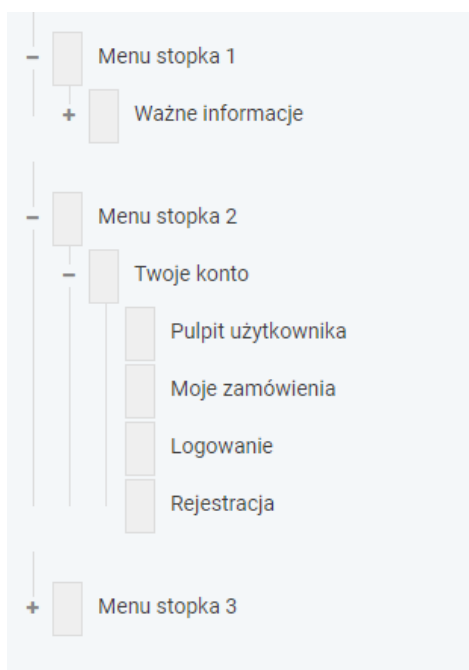 Menu stopka 1
Ważne informacje
Menu stopka 2
Twoje konto
Pulpit użytkownika
Moje zamówienia
Logowanie
Rejestracja
Menu stopka 3